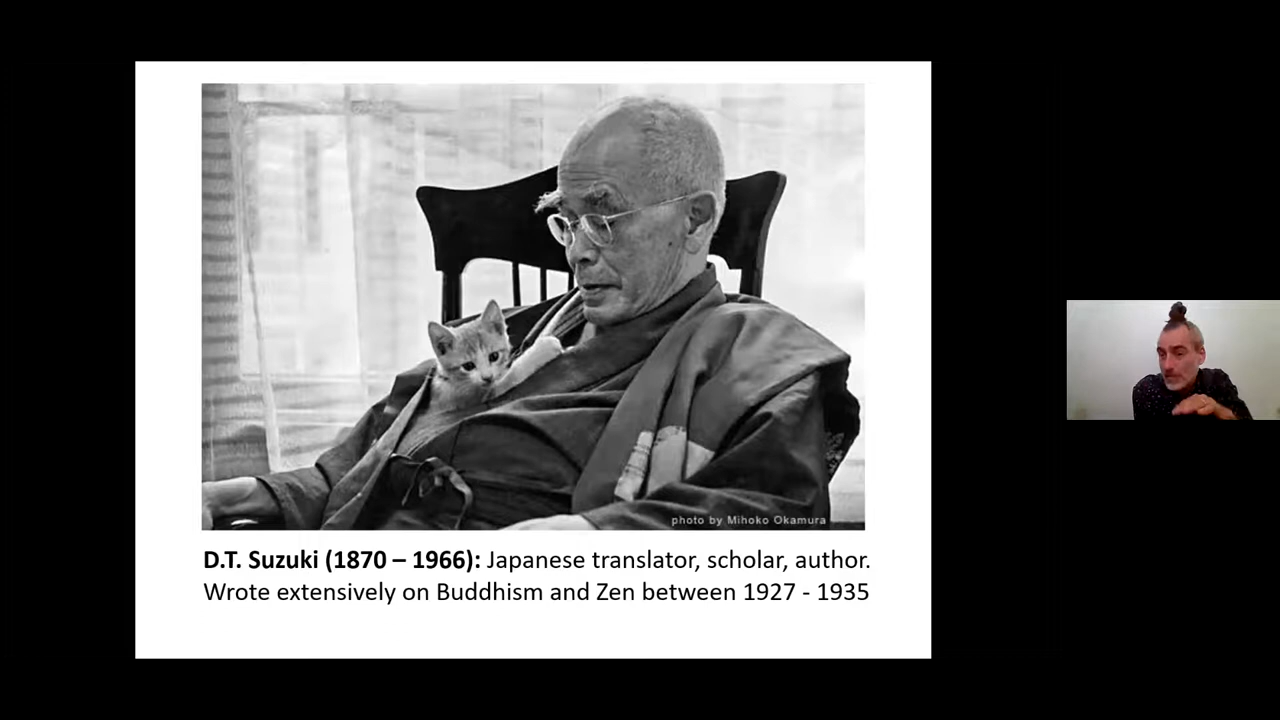 photo by Mihoko Okamura
D.T. Suzuki (1870 – 1966): Japanese translator, scholar, author.
Wrote extensively on Buddhism and Zen between 1927 - 1935